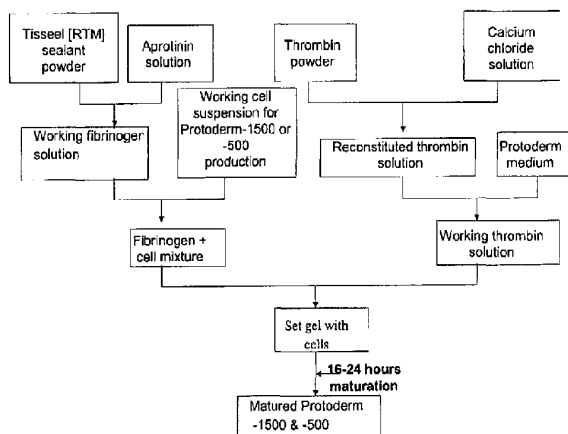 Tisseel [RTM]
sealant
powder
Aprolinin
solution
Thrombin
powder
Calcium
chloride
solution
Working cell
suspension for
Protoderm-1500 or
-500
production
Working fibrinoger
solution
Reconstituted thrombin
solution
Protoderm
medium
Fibrinogen +
cell mixture
Working thrombin
solution
Set gel with
cells
16-24 hours
maturation
Matured Protoderm
-1500 & -500